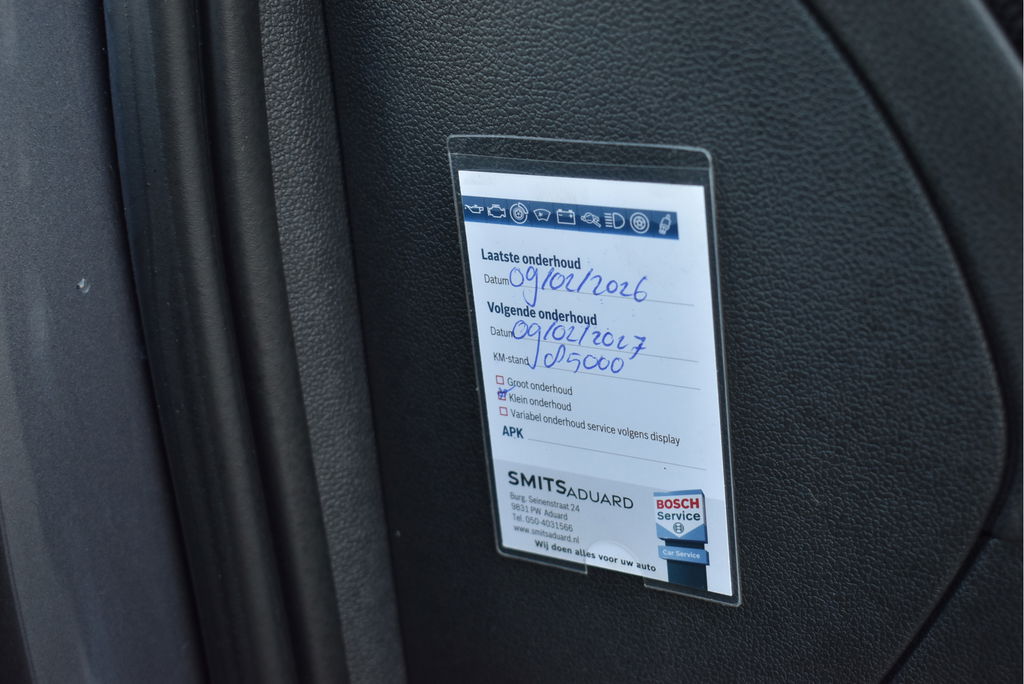 Laatste onderhoud
Datum 09/02/2026
Volgende onderhoud
Datum 09/02/2027
KM-stand 85000
Groot onderhoud
Klein onderhoud
Variabel onderhoud service volgens display
APK
SMITSADUARD
Burg. Seinenstraat 24
9831 PW Aduard
Tel. 050-4031566
www.smitsaduard.nl
Wij doen alles voor uw auto
BOSCH
Service
Car Service